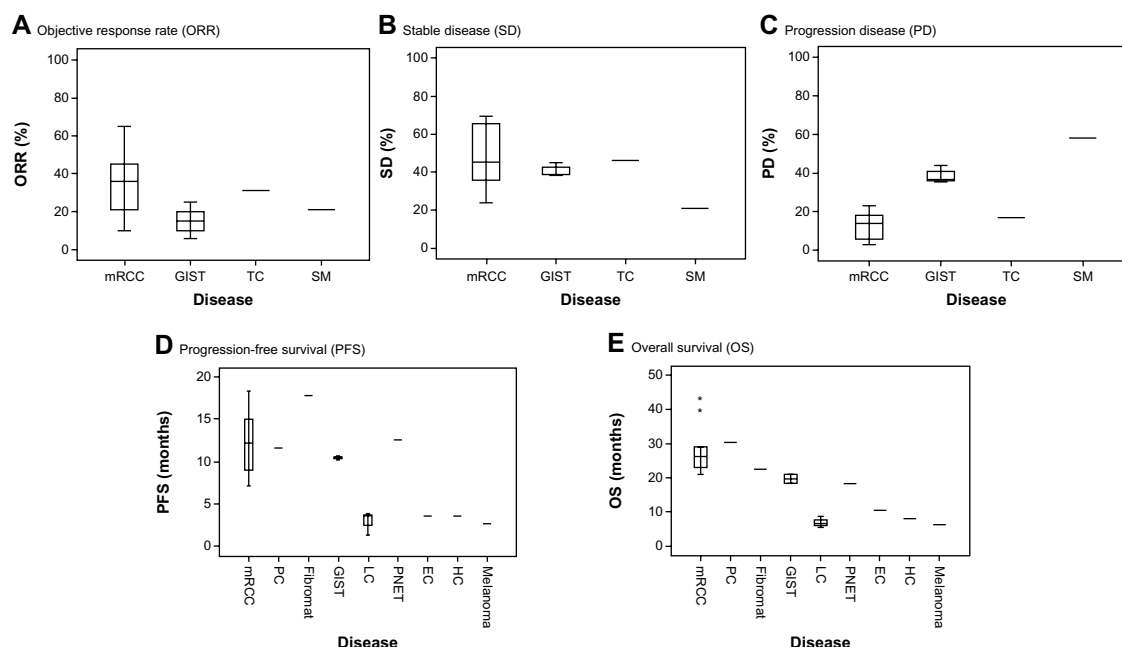 A Objective response rate (ORR)
100
80
60
40
20
0
ORR (%)
mRCC GIST TC SM
Disease
B Stable disease (SD)
100
80
60
40
20
0
SD (%)
mRCC GIST TC SM
Disease
C Progression disease (PD)
100
80
60
40
20
0
PD (%)
mRCC GIST TC SM
Disease
D Progression-free survival (PFS)
20
15
10
5
0
PFS (months)
mRCC
PC
Fibromat
GIST
LC
PNET
EC
HC
Melanoma
Disease
E Overall survival (OS)
50
40
30
20
10
0
OS (months)
*
*
mRCC
PC
Fibromat
GIST
LC
PNET
EC
HC
Melanoma
Disease